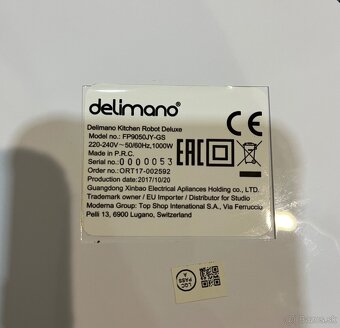 delimano®
Delimano Kitchen Robot Deluxe
Model no.: FP9050JY-GS
220-240V ~ 50/60Hz, 1000W
Made in P.R.C.
Serial no.: 0000053
Order no.: ORT17-002592
Production date: 2017/10/20
CE
EAC
Guangdong Xinbao Electrical Apliances Holding co., LTD.
Trademark owner / EU Importer / Distributor for Studio
Moderna Group: Top Shop International S.A., Via Ferruccio
Pelli 13, 6900 Lugano, Switzerland
PASS